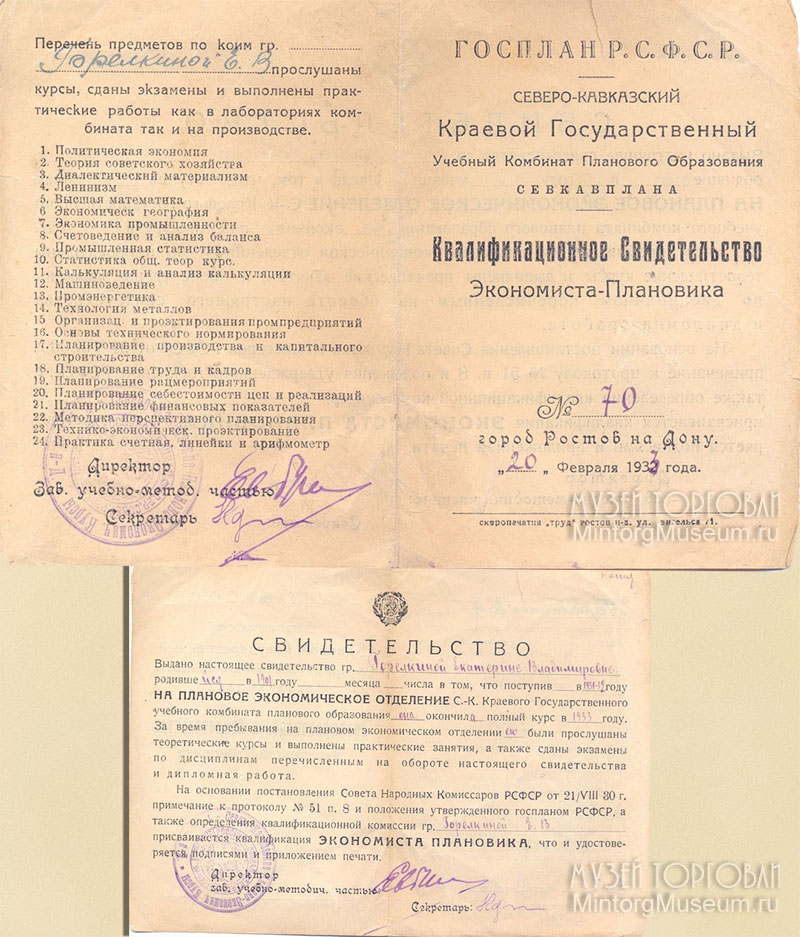 Перечень предметов по коим гр.
Горелкиной Е. В прослушаны
курсы, сданы экзамены и выполнены прак-
тические работы как в лабораториях ком-
бината так и на производстве.
1. Политическая экономия
2. Теория советского хозяйства
3. Диалектический материализм
4. Ленинизм
5. Высшая математика
6 Экономическ география
7. Экономика промышленности
8. Счетоведение и анализ баланса
9. Промышленная статистика
10. Статистика общ. теор курс.
11. Калькуляция и анализ калькуляции
12. Машиноведение
13. Промэнергетика
14. Технология металлов
15 Организац. и проэктирования промпредприятий
16. Основы технического нормирования
17. Планирование производства и капитального
строительства
18. Планирование труда и кадров
19. Планирование рацмероприятий
20. Планирование себестоимости цен и реализаций
21. Планирование финансовых показателей
22. Методика перспективного планирования
23. Технико-экономическ. проэктирование
24. Практика счетная, линейки и арифмометр
Директор
Зав. учебно-метод. частью
Секретарь
ГОСПЛАН Р.С.Ф.С.Р.
СЕВЕРО-КАВКАЗСКИЙ
Краевой Государственный
Учебный Комбинат Планового Образования
СЕВКАВПЛАНА
Квалификационное Свидетельство
Экономиста-Плановика
№ 70
город Ростов на Дону.
„20„ Февраля 1933 года.
скоропечатня „труд" ростов н-д. ул. энгельса 71.
МУЗЕЙ ТОРГОВЛИ
MintorgMuseum.ru
СВИДЕТЕЛЬСТВО
Выдано настоящее свидетельство гр. Горелкиной Екатерине Владимировне
родивше йся в 1901 году месяца числа в том, что поступив в году
НА ПЛАНОВОЕ ЭКОНОМИЧЕСКОЕ ОТДЕЛЕНИЕ С.-К. Краевого Государственного
учебного комбината планового образования она окончила полный курс в 1933 году.
За время пребывания на плановом экономическом отделении ею были прослушаны
теоретические курсы и выполнены практические занятия, а также сданы экзамены
по дисциплинам перечисленным на обороте настоящего свидетельства
и дипломная работа.
На основании постановления Совета Народных Комиссаров РСФСР от 21/VIII 30 г.
примечание к протоколу № 51 п. 8 и положения утвержденного госпланом РСФСР, а
также определения квалификационной комиссии гр. Горелкиной Е. В.
присваивается квалификация ЭКОНОМИСТА ПЛАНОВИКА, что и удостове-
ряется подписями и приложением печати.
Директор
зав. учебно-методич. частью
Секретарь:
МУЗЕЙ ТОРГОВЛИ
MintorgMuseum.ru